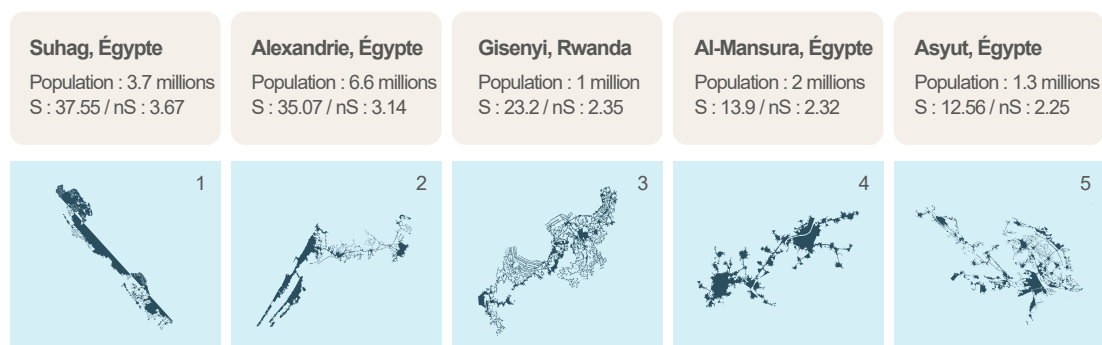 Suhag, Égypte
Population : 3.7 millions
S : 37.55 / nS : 3.67
Alexandrie, Égypte
Population : 6.6 millions
S : 35.07 / nS : 3.14
Gisenyi, Rwanda
Population : 1 million
S : 23.2 / nS : 2.35
Al-Mansura, Égypte
Population : 2 millions
S : 13.9 / nS : 2.32
Asyut, Égypte
Population : 1.3 millions
S : 12.56 / nS : 2.25
1
2
3
4
5